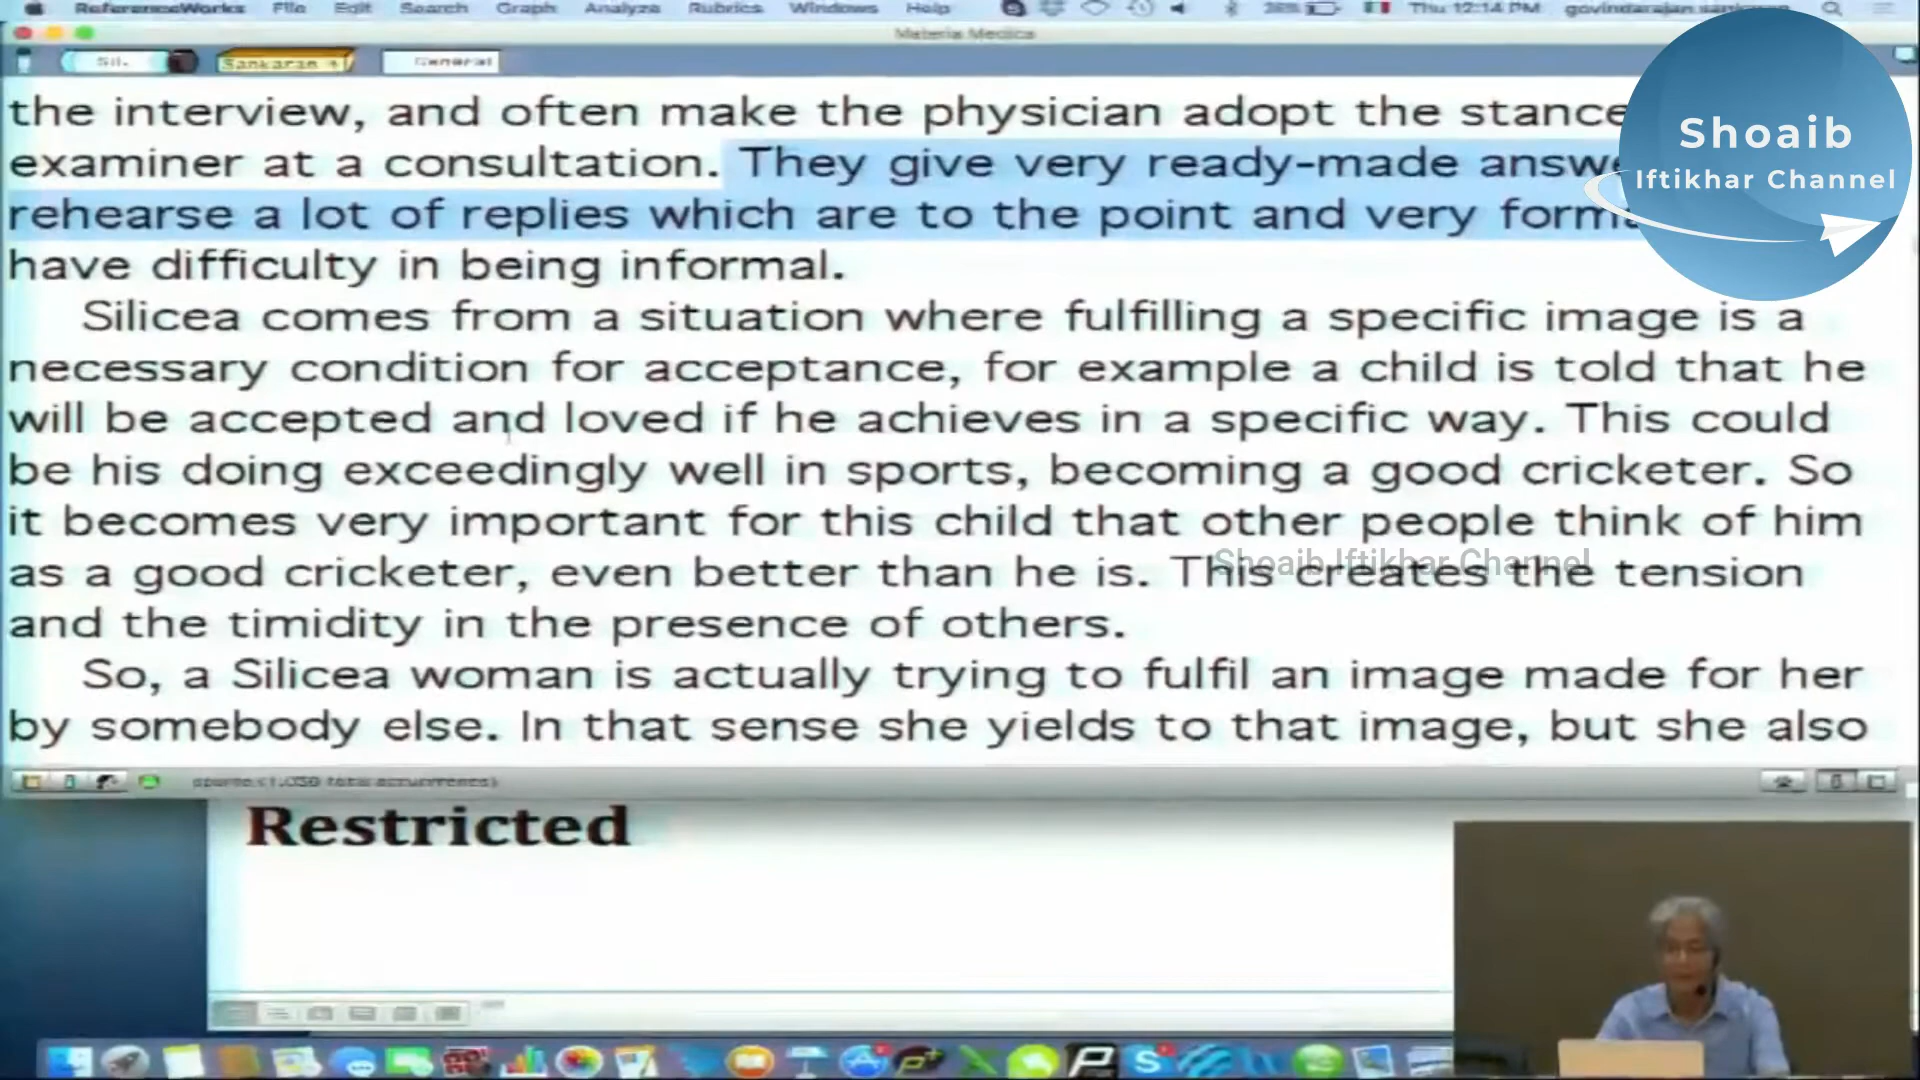 ReferenceWorks File Edit Search Graph Analyze Rubrics Windows Help Thu 12:14 PM
Materia Medica
Sil. Sankaran General
the interview, and often make the physician adopt the stance
examiner at a consultation. They give very ready-made
rehearse a lot of replies which are to the point and very
have difficulty in being informal.
Silicea comes from a situation where fulfilling a specific image is a
necessary condition for acceptance, for example a child is told that he
will be accepted and loved if he achieves in a specific way. This could
be his doing exceedingly well in sports, becoming a good cricketer. So
it becomes very important for this child that other people think of him
as a good cricketer, even better than he is. This creates the tension
and the timidity in the presence of others.
So, a Silicea woman is actually trying to fulfil an image made for her
by somebody else. In that sense she yields to that image, but she also
Restricted
Shoaib
Iftikhar Channel
Shoaib Iftikhar Channel